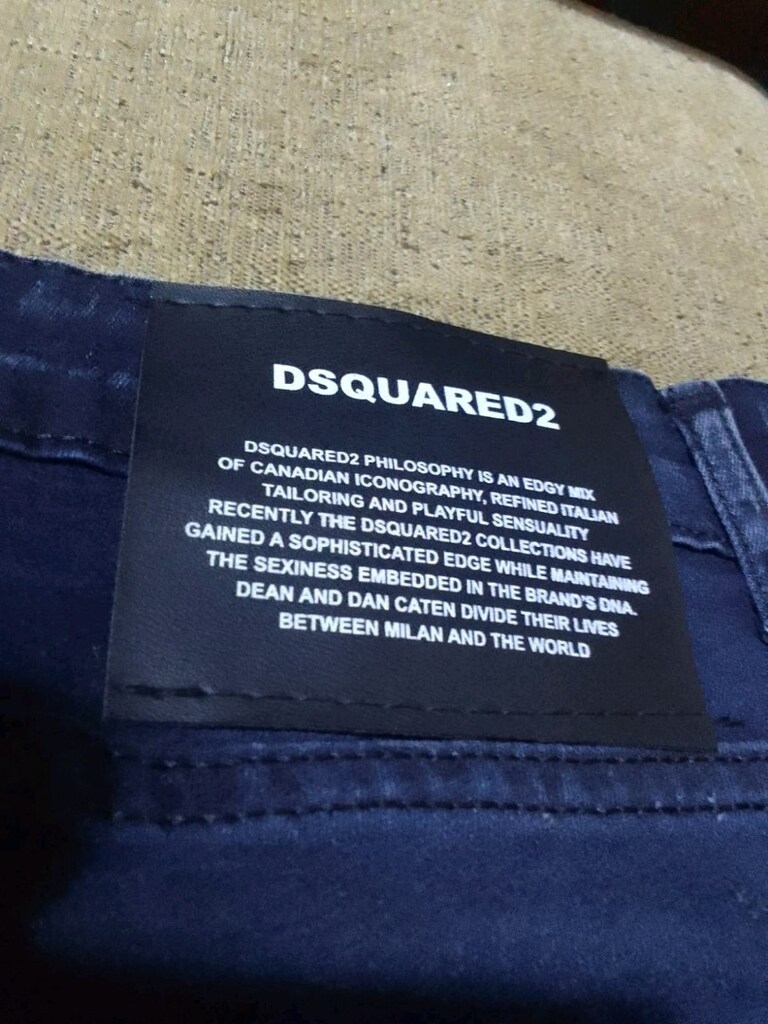 DSQUARED2
DSQUARED2 PHILOSOPHY IS AN EDGY MIX
OF CANADIAN ICONOGRAPHY, REFINED ITALIAN
TAILORING AND PLAYFUL SENSUALITY
RECENTLY THE DSQUARED2 COLLECTIONS HAVE
GAINED A SOPHISTICATED EDGE WHILE MAINTAINING
THE SEXINESS EMBEDDED IN THE BRAND'S DNA.
DEAN AND DAN CATEN DIVIDE THEIR LIVES
BETWEEN MILAN AND THE WORLD